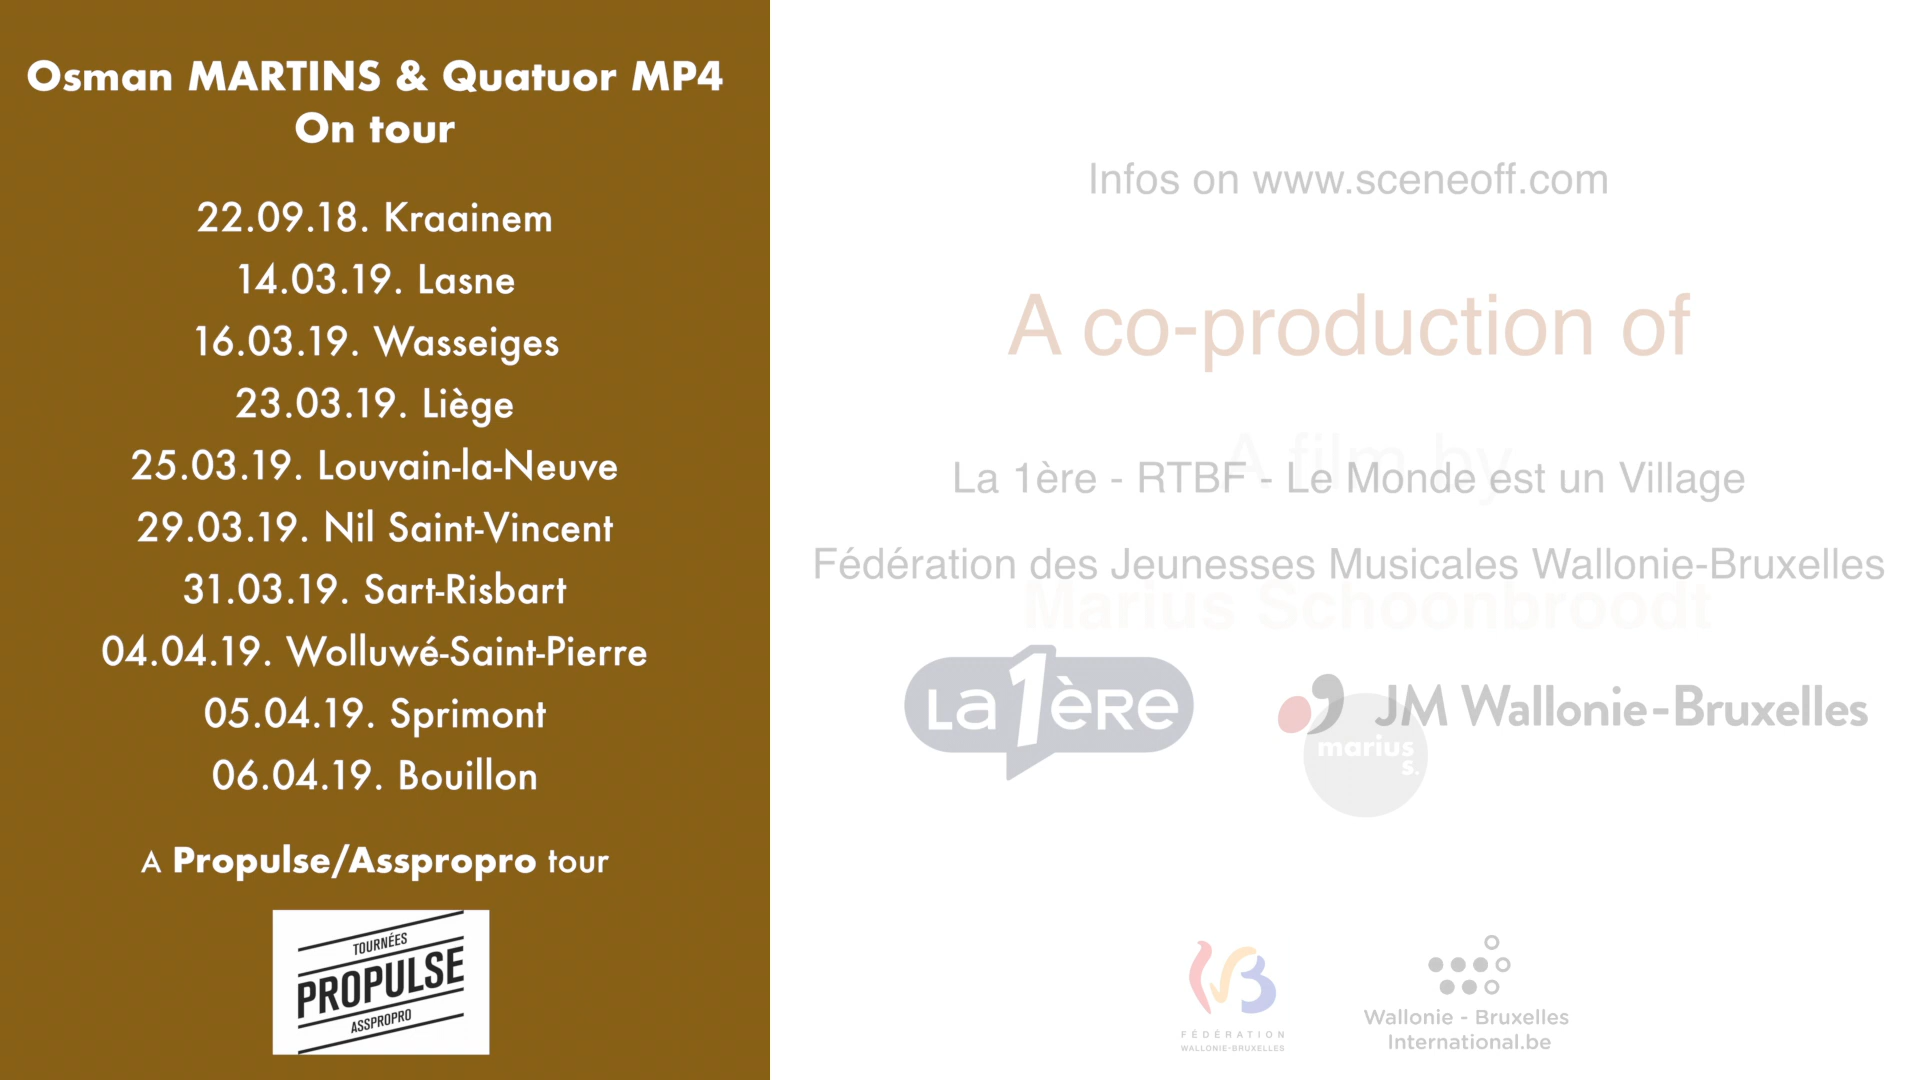 Osman MARTINS & Quatuor MP4
On tour
22.09.18. Kraainem
14.03.19. Lasne
16.03.19. Wasseiges
23.03.19. Liège
25.03.19. Louvain-la-Neuve
29.03.19. Nil Saint-Vincent
31.03.19. Sart-Risbart
04.04.19. Wolluwé-Saint-Pierre
05.04.19. Sprimont
06.04.19. Bouillon
A Propulse/Asspropro tour
TOURNÉES
PROPULSE
ASSPROPRO
Infos on www.sceneoff.com
A co-production of
A film by
La 1ère - RTBF - Le Monde est un Village
Fédération des Jeunesses Musicales Wallonie-Bruxelles
Marius Schoonbroodt
La 1ère
JM Wallonie-Bruxelles
marius
s.
FÉDÉRATION
WALLONIE-BRUXELLES
Wallonie - Bruxelles
International.be